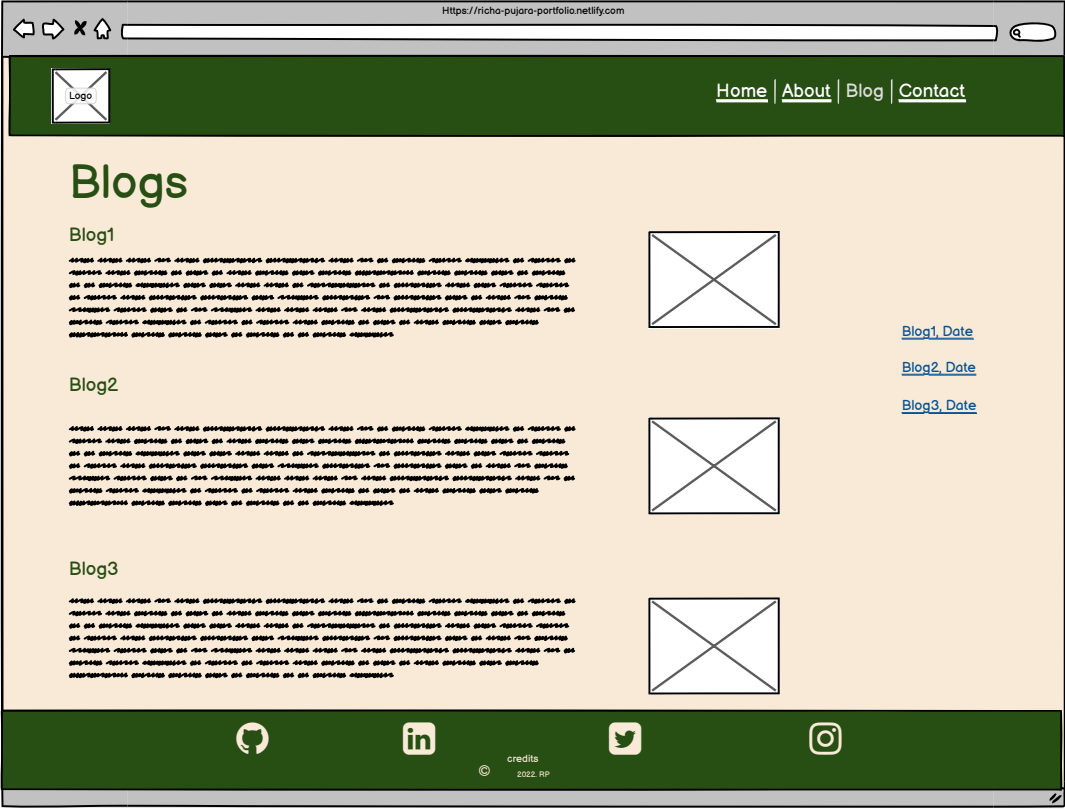 Https://richa-pujara-portfolio.netlify.com
Logo
Home About Blog Contact
Blogs
Blog1
Blog1, Date
Blog2, Date
Blog2
Blog3, Date
Blog3
credits
© 2022. RP